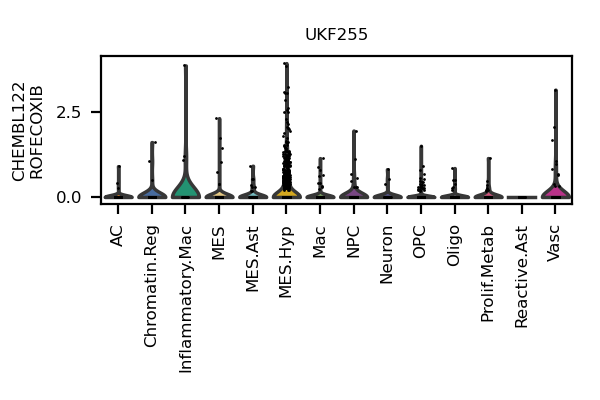 UKF255
CHEMBL122
ROFECOXIB
2.5
0.0
AC
Chromatin.Reg
Inflammatory.Mac
MES
MES.Ast
MES.Hyp
Mac
NPC
Neuron
OPC
Oligo
Prolif.Metab
Reactive.Ast
Vasc